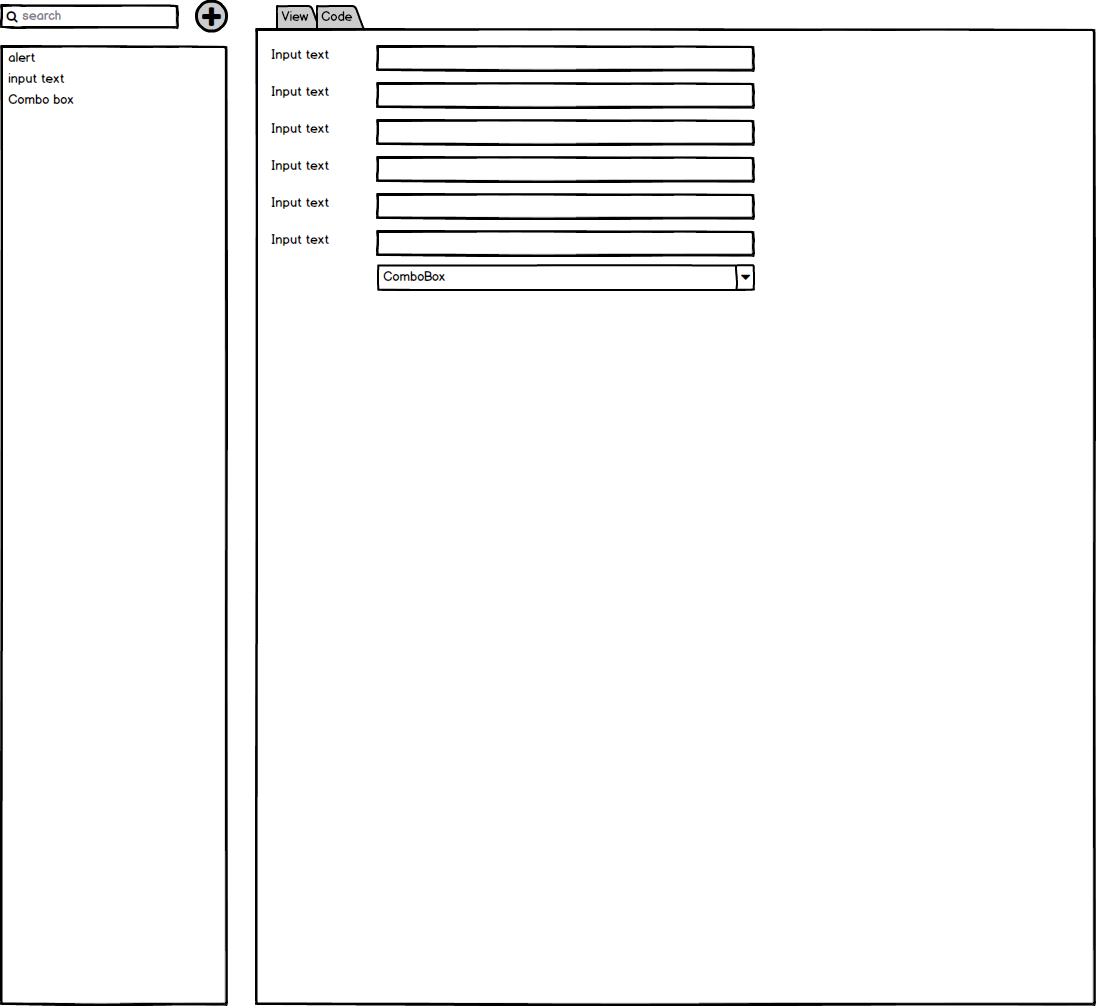 search
View Code
alert
input text
Combo box
Input text
Input text
Input text
Input text
Input text
Input text
ComboBox